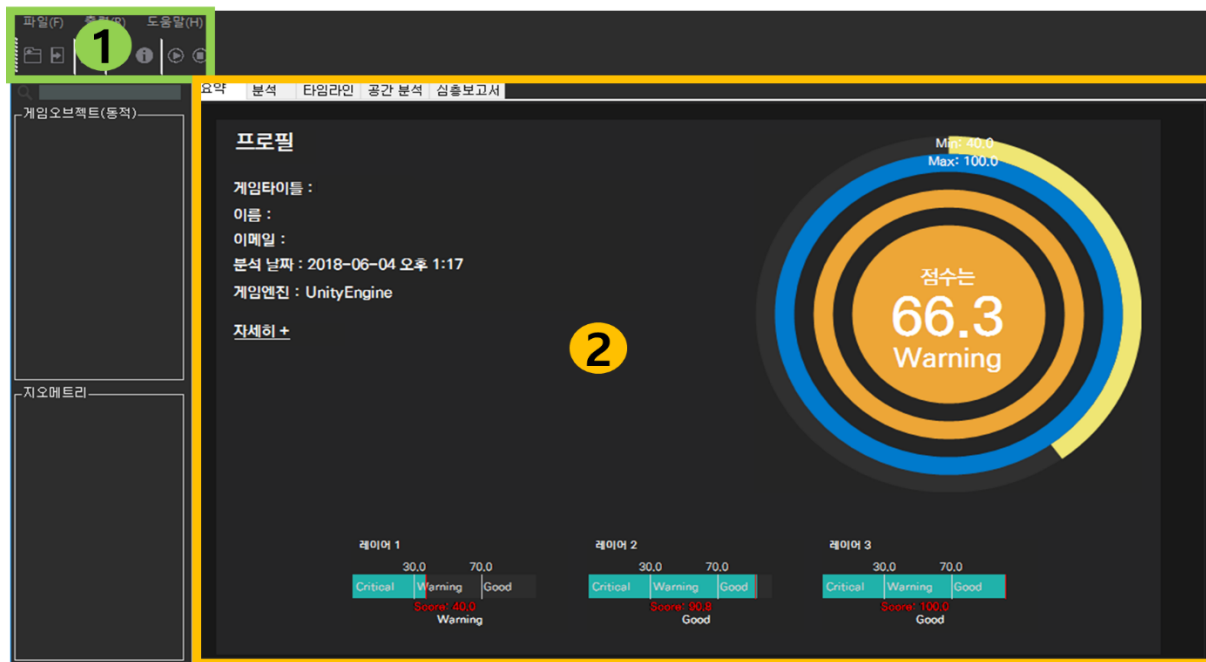 파일(F) 도움말(H)
1
요약 분석 타임라인 공간 분석 심층보고서
게임오브젝트(동적)
지오메트리
프로필
게임타이틀 :
이름 :
이메일 :
분석 날짜 : 2018-06-04 오후 1:17
게임엔진 : UnityEngine
자세히 +
2
Min: 40.0
Max: 100.0
점수는
66.3
Warning
레이어 1
30.0 70.0
Critical Warning Good
Score: 40.0
Warning
레이어 2
30.0 70.0
Critical Warning Good
Score: 90.8
Good
레이어 3
30.0 70.0
Critical Warning Good
Score: 100.0
Good